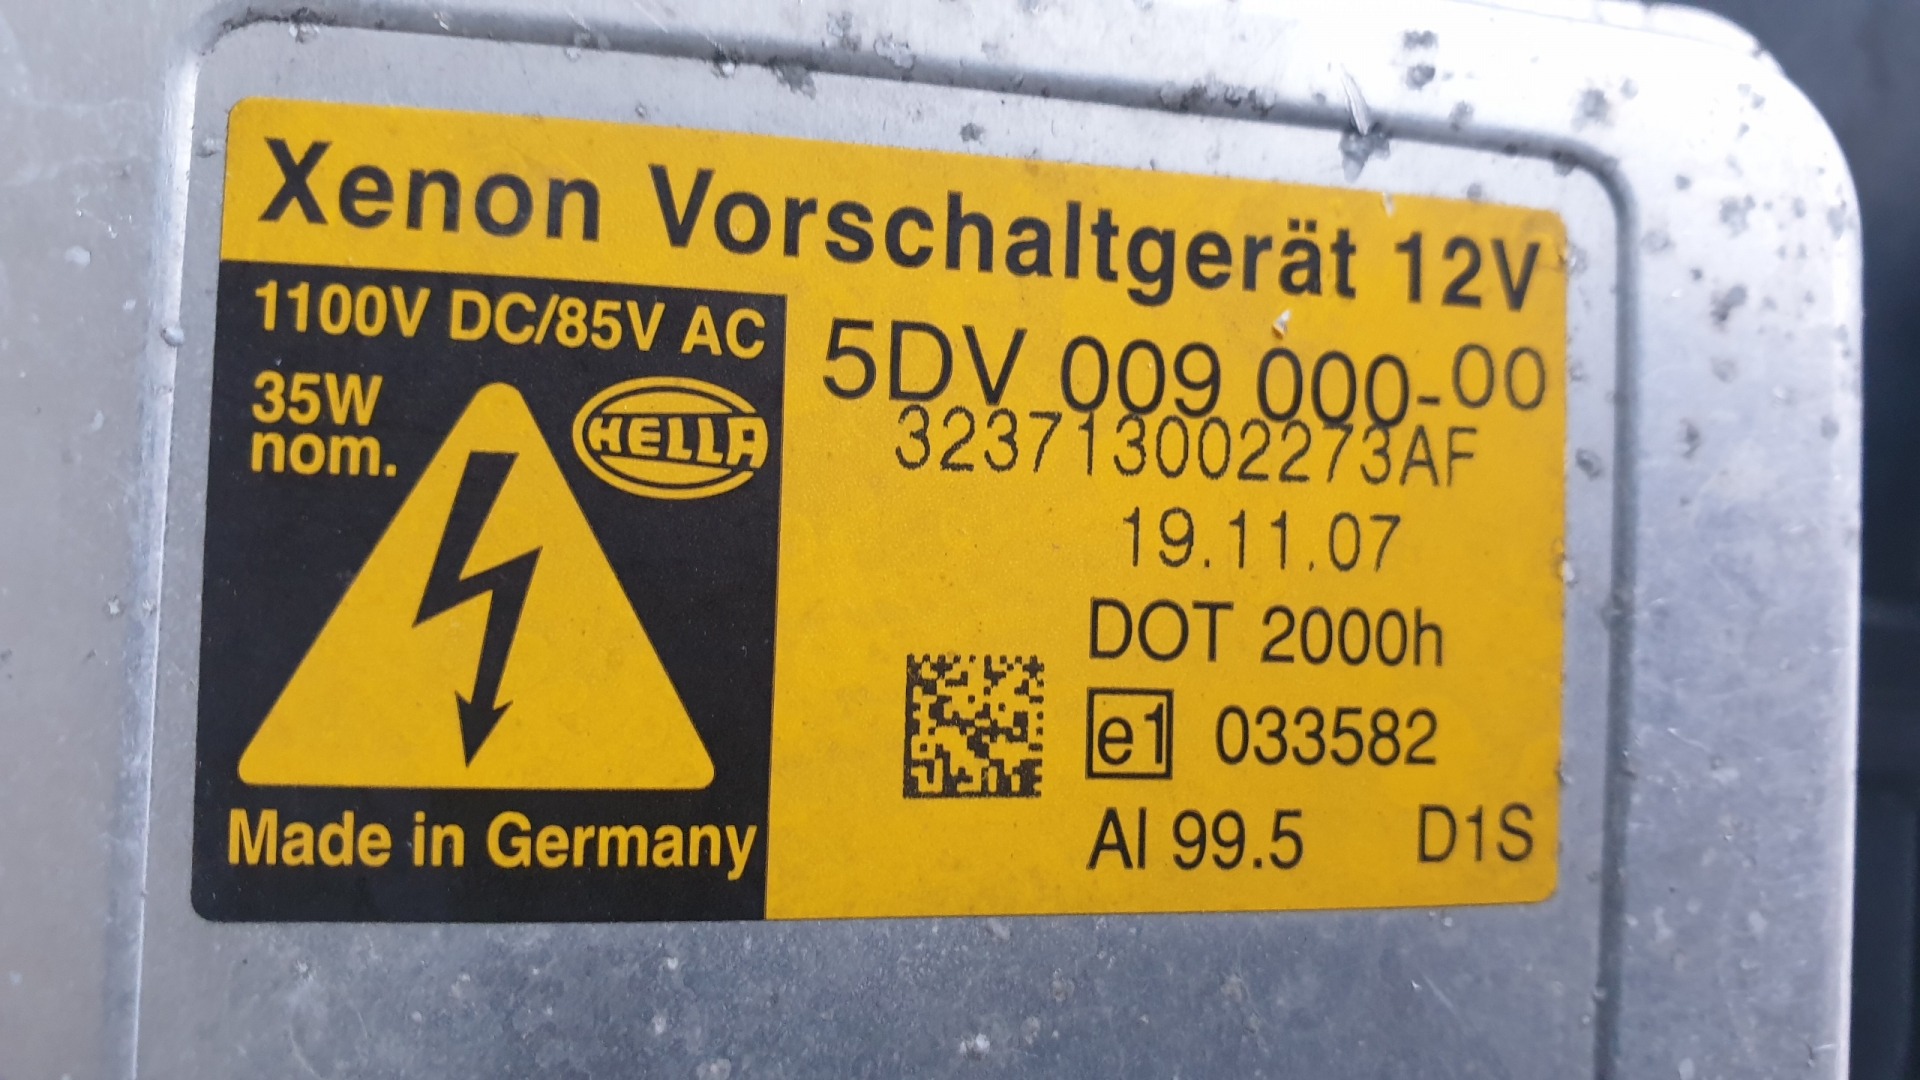 Xenon Vorschaltgerät 12V
1100V DC/85V AC
35W
nom.
HELLA
Made in Germany
5DV 009 000-00
323713002273AF
19.11.07
DOT 2000h
e1 033582
Al 99.5 D1S